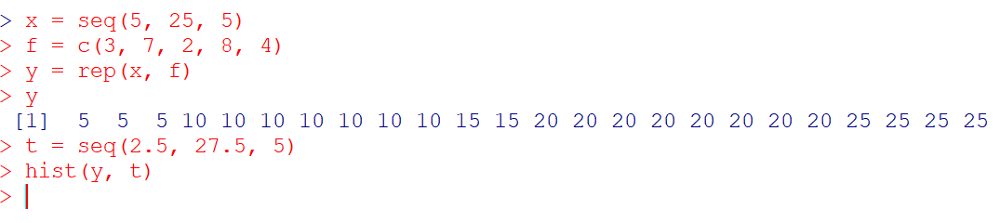 > x = seq(5, 25, 5)
> f = c(3, 7, 2, 8, 4)
> y = rep(x, f)
> y
 [1]  5  5  5 10 10 10 10 10 10 10 15 15 20 20 20 20 20 20 20 20 25 25 25 25
> t = seq(2.5, 27.5, 5)
> hist(y, t)
>